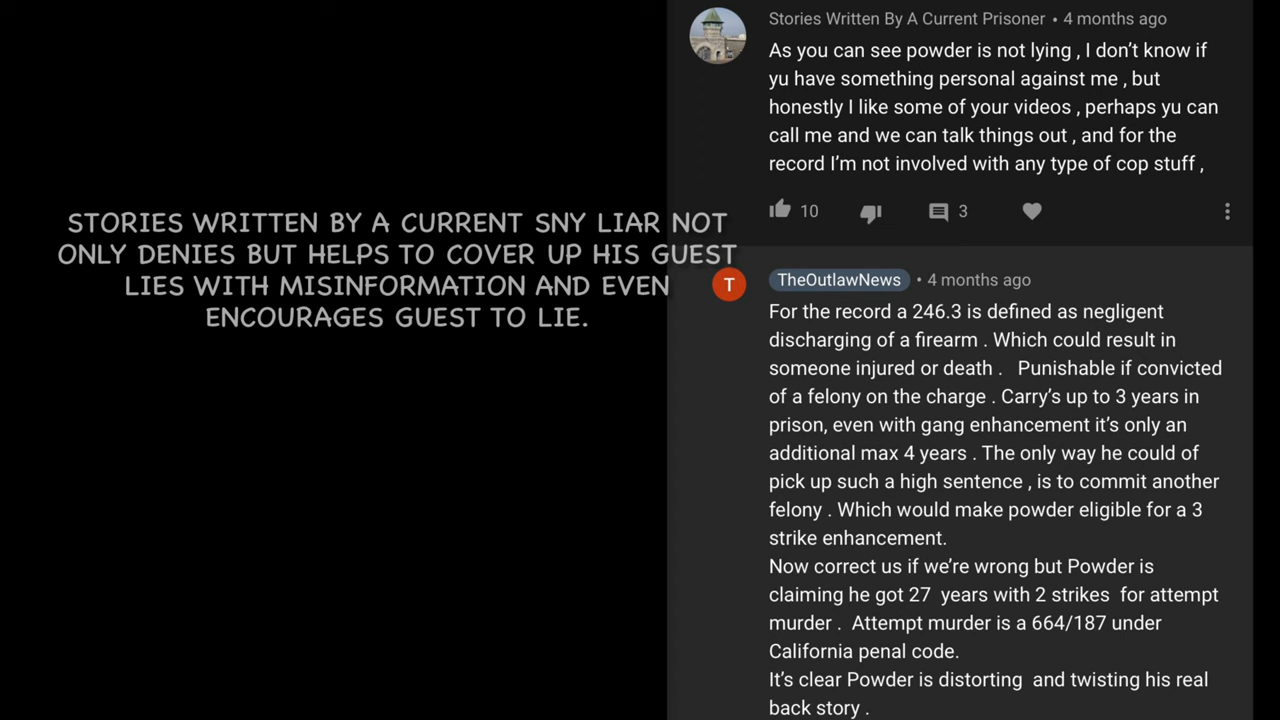 STORIES WRITTEN BY A CURRENT SNY LIAR NOT
ONLY DENIES BUT HELPS TO COVER UP HIS GUEST
LIES WITH MISINFORMATION AND EVEN
ENCOURAGES GUEST TO LIE.
Stories Written By A Current Prisoner • 4 months ago
As you can see powder is not lying , I don't know if
yu have something personal against me , but
honestly I like some of your videos , perhaps yu can
call me and we can talk things out , and for the
record I'm not involved with any type of cop stuff ,
10 3
T
TheOutlawNews • 4 months ago
For the record a 246.3 is defined as negligent
discharging of a firearm . Which could result in
someone injured or death . Punishable if convicted
of a felony on the charge . Carry's up to 3 years in
prison, even with gang enhancement it's only an
additional max 4 years . The only way he could of
pick up such a high sentence , is to commit another
felony . Which would make powder eligible for a 3
strike enhancement.
Now correct us if we're wrong but Powder is
claiming he got 27 years with 2 strikes for attempt
murder . Attempt murder is a 664/187 under
California penal code.
It's clear Powder is distorting and twisting his real
back story .